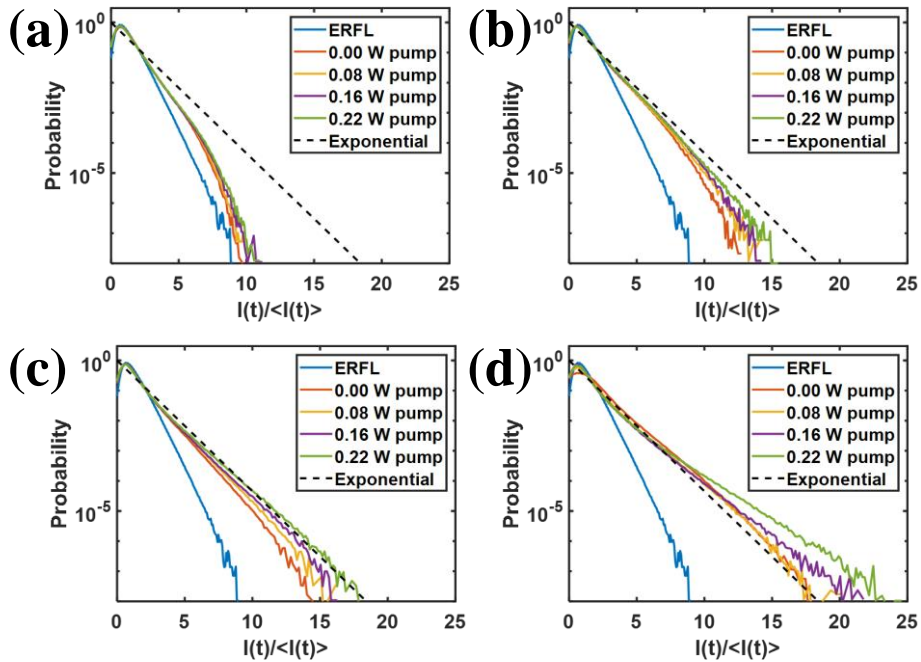 (a)
10^0
10^-5
Probability
ERFL
0.00 W pump
0.08 W pump
0.16 W pump
0.22 W pump
Exponential
0 5 10 15 20 25
I(t)/<I(t)>
(b)
10^0
10^-5
Probability
ERFL
0.00 W pump
0.08 W pump
0.16 W pump
0.22 W pump
Exponential
0 5 10 15 20 25
I(t)/<I(t)>
(c)
10^0
10^-5
Probability
ERFL
0.00 W pump
0.08 W pump
0.16 W pump
0.22 W pump
Exponential
0 5 10 15 20 25
I(t)/<I(t)>
(d)
10^0
10^-5
Probability
ERFL
0.00 W pump
0.08 W pump
0.16 W pump
0.22 W pump
Exponential
0 5 10 15 20 25
I(t)/<I(t)>